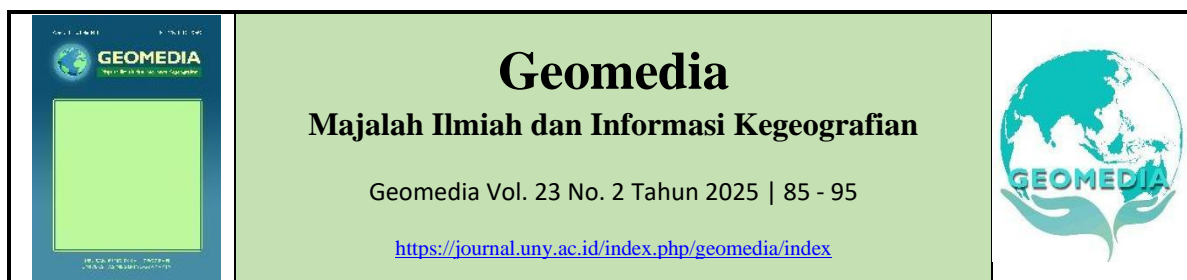 GEOMEDIA
Geomedia
Majalah Ilmiah dan Informasi Kegeografian
Geomedia Vol. 23 No. 2 Tahun 2025 | 85 - 95
https://journal.uny.ac.id/index.php/geomedia/index
GEOMEDIA